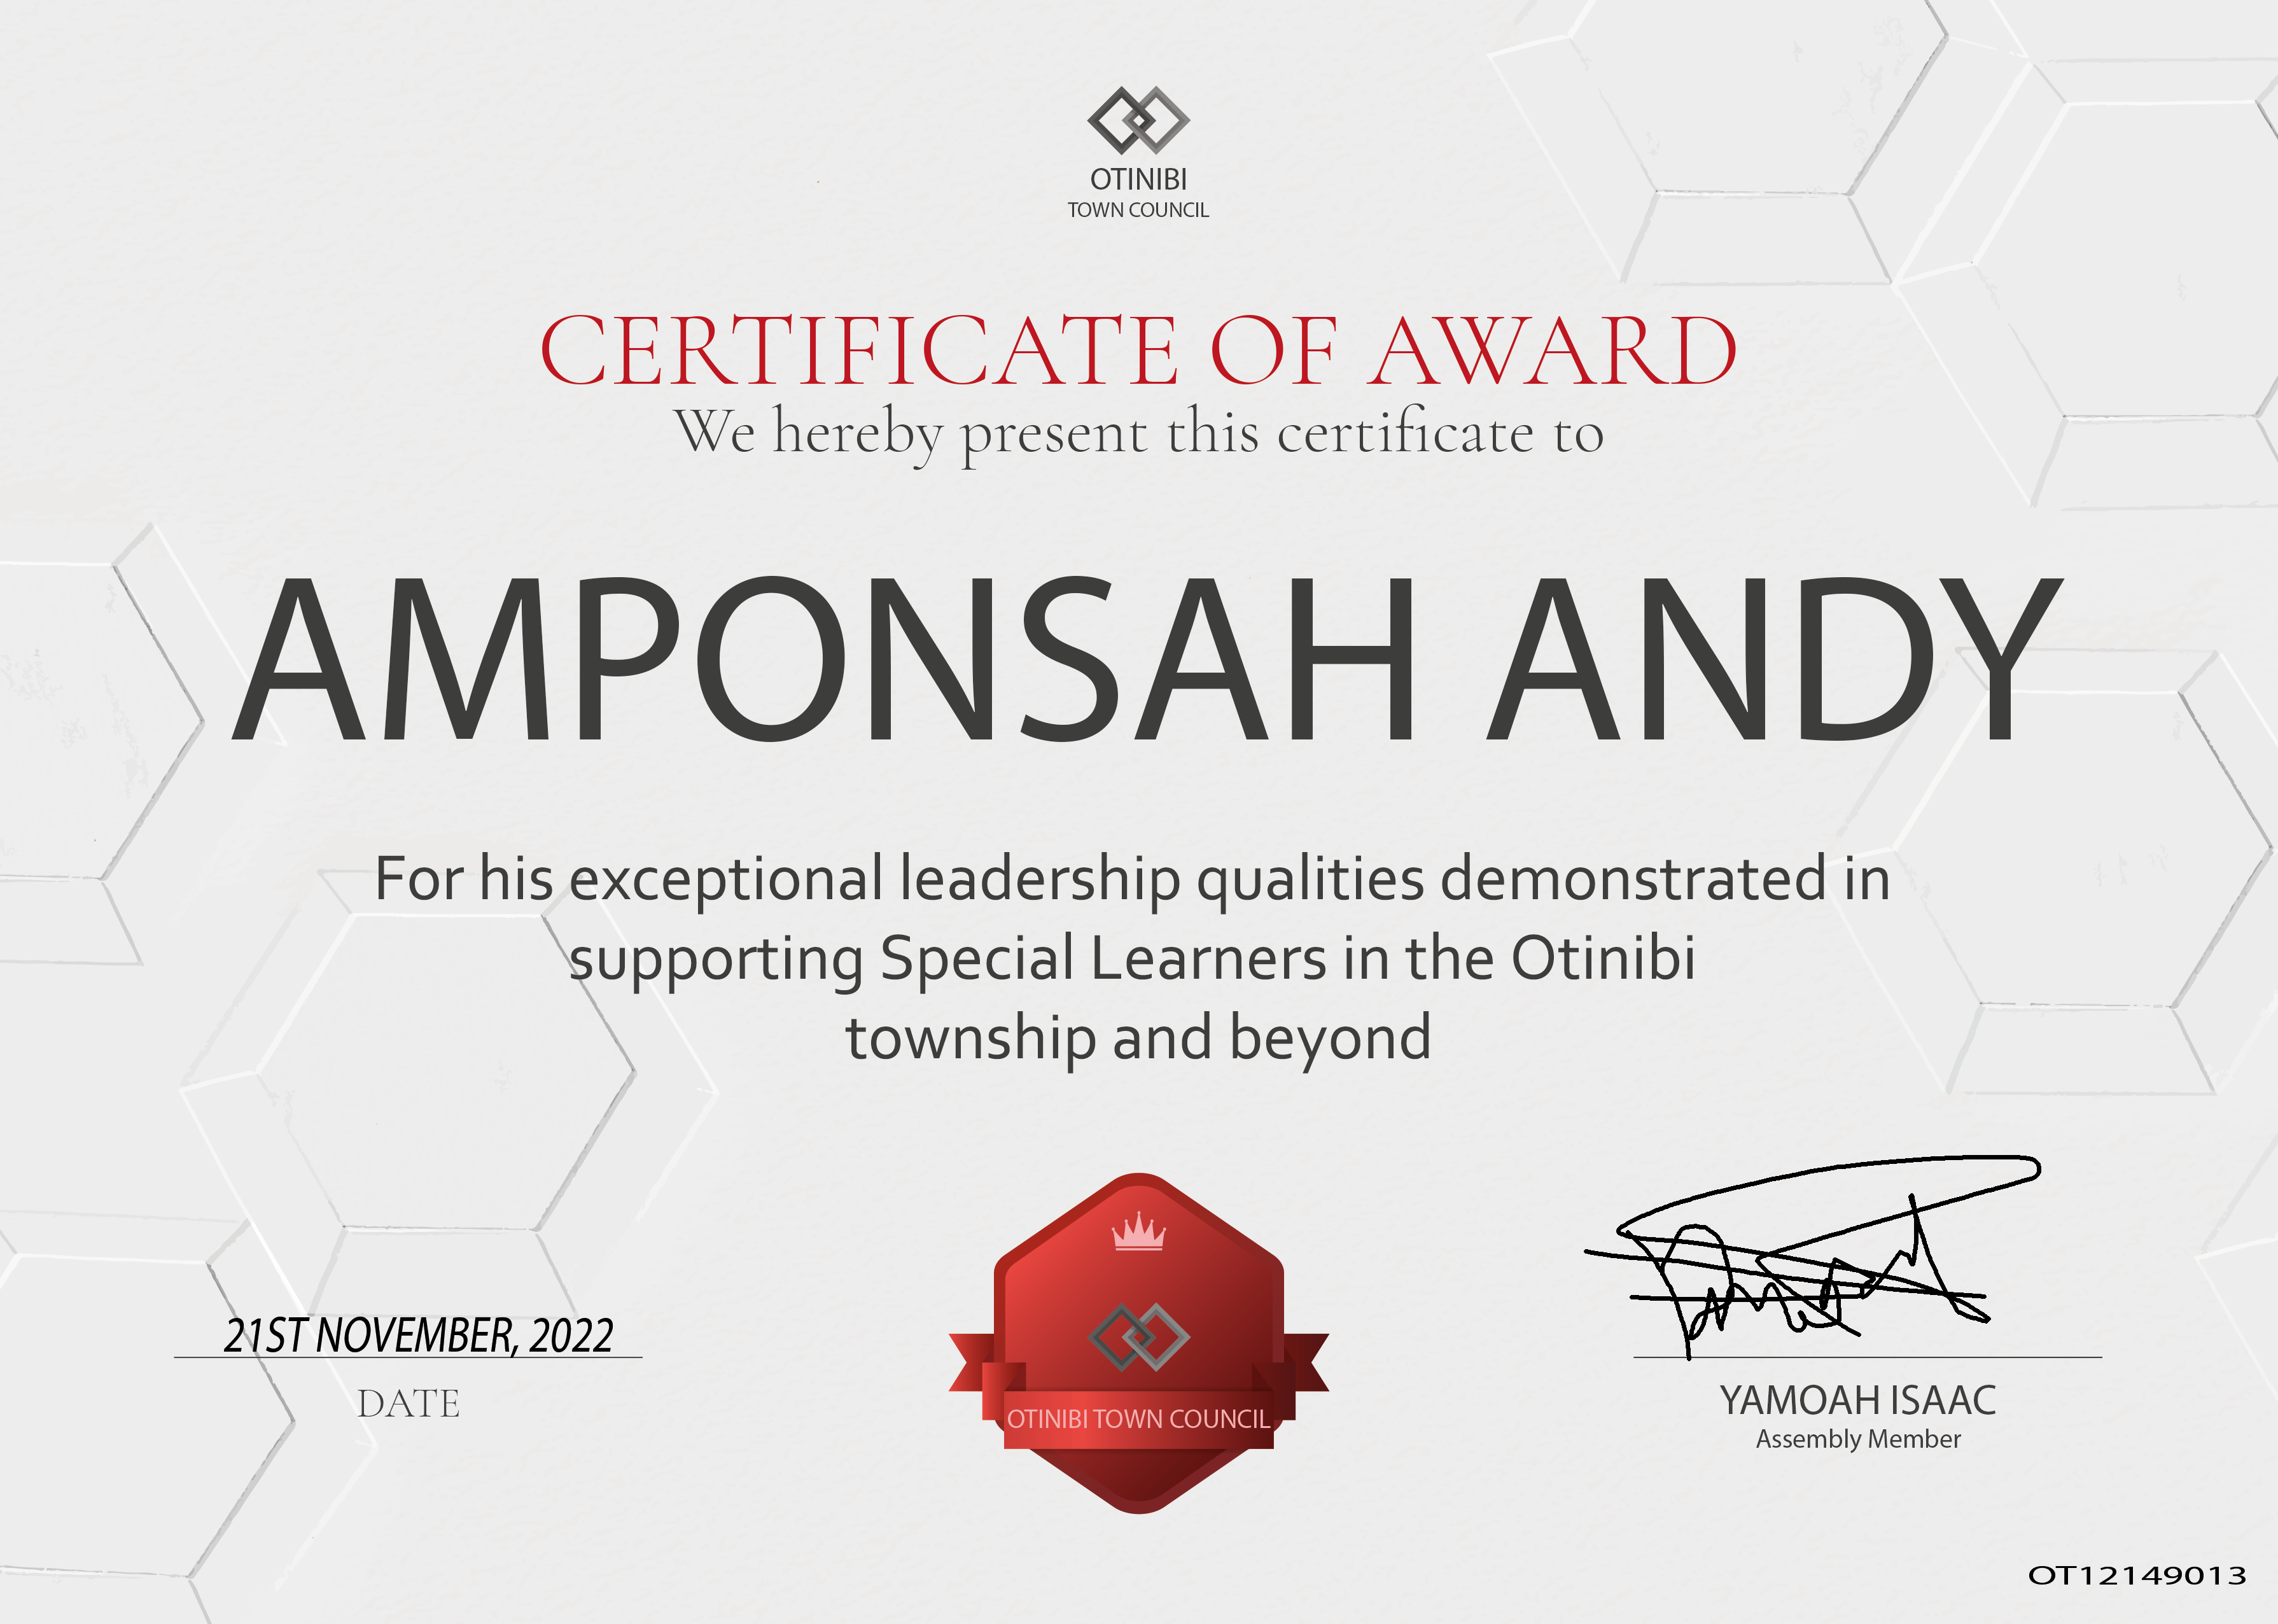 OTINIBI
TOWN COUNCIL
CERTIFICATE OF AWARD
We hereby present this certificate to
AMPONSAH ANDY
For his exceptional leadership qualities demonstrated in
supporting Special Learners in the Otinibi
township and beyond
21ST NOVEMBER, 2022
DATE
OTINIBI TOWN COUNCIL
YAMOAH ISAAC
Assembly Member
OT12149013